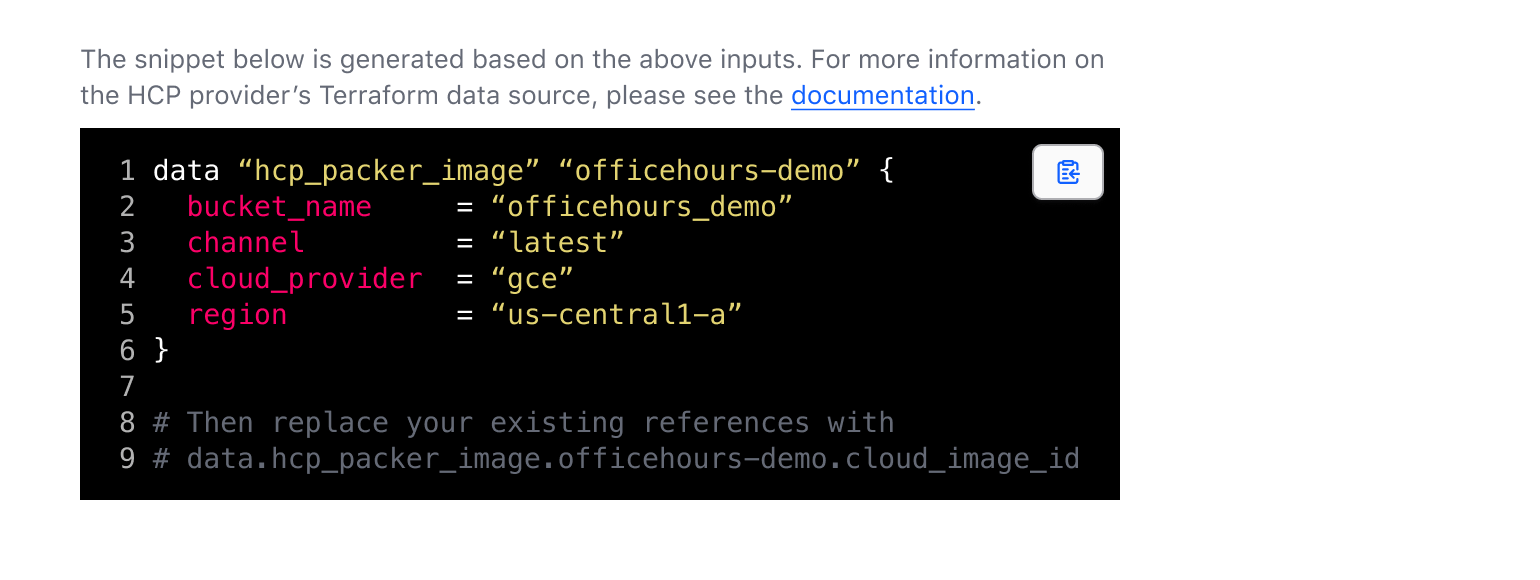 The snippet below is generated based on the above inputs. For more information on
the HCP provider’s Terraform data source, please see the documentation.
1 data “hcp_packer_image” “officehours-demo” {
2   bucket_name     = “officehours_demo”
3   channel         = “latest”
4   cloud_provider  = “gce”
5   region          = “us-central1-a”
6 }
7
8 # Then replace your existing references with
9 # data.hcp_packer_image.officehours-demo.cloud_image_id